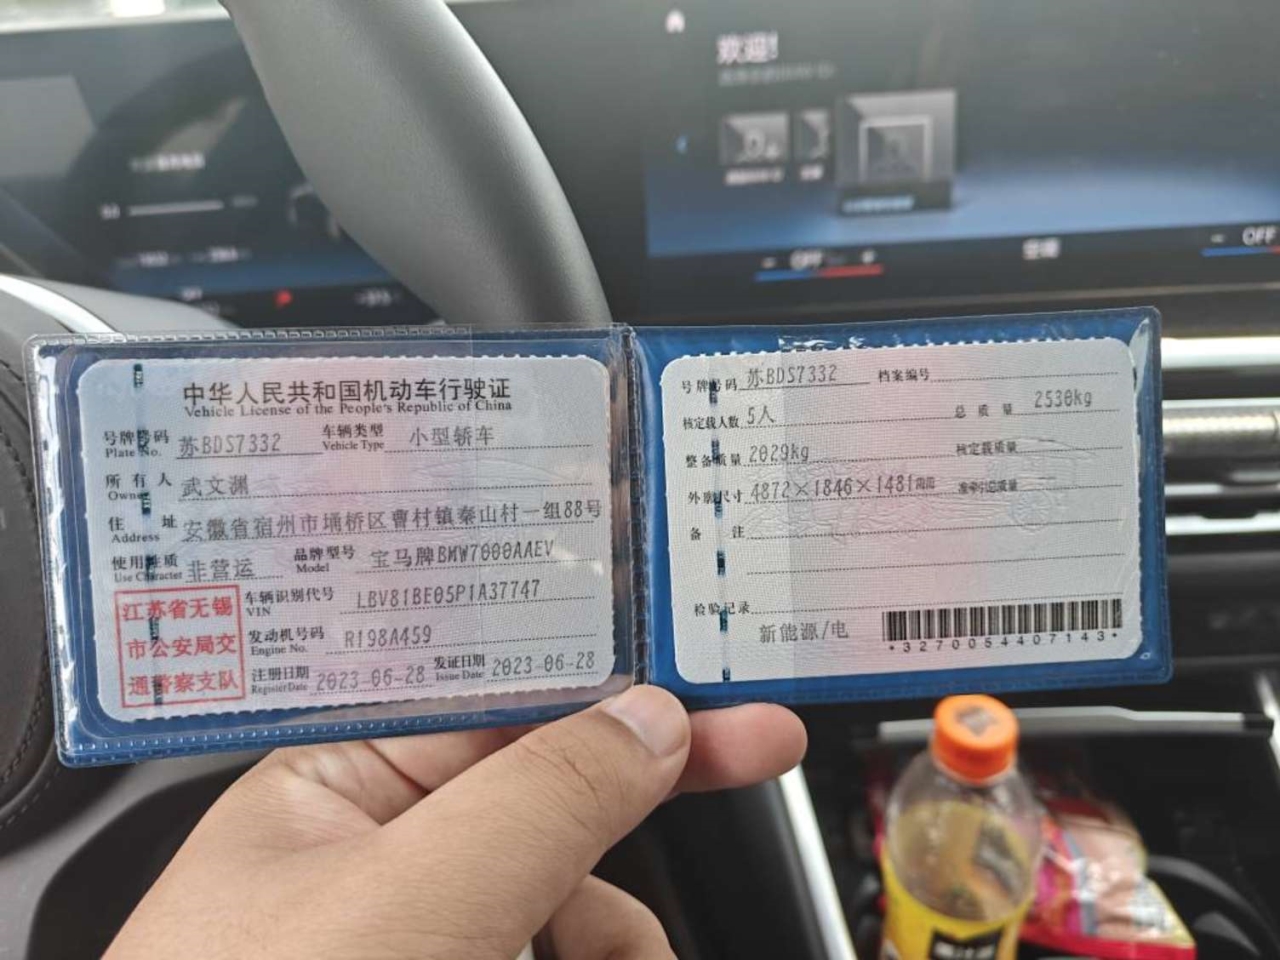 欢迎!
OFF
OFF
中华人民共和国机动车行驶证
Vehicle License of the People's Republic of China
号牌号码 苏BDS7332 车辆类型 小型轿车
Plate No. Vehicle Type
所有人 武文渊
Owner
住址 安徽省宿州市埇桥区曹村镇秦山村一组88号
Address
使用性质 非营运 品牌型号 宝马牌BMW7000AAEV
Use Character Model
江苏省无锡
市公安局交
通警察支队
车辆识别代号 LBV81BE05P1A37747
VIN
发动机号码 R198A459
Engine No.
注册日期 2023-06-28 发证日期 2023-06-28
Register Date Issue Date
号牌号码 苏BDS7332 档案编号
核定载人数 5人 总质量 2530kg
整备质量 2029kg 核定载质量
外廓尺寸 4872×1846×1481 准牵引总质量
备注
检验记录
新能源/电
*3270054407143*